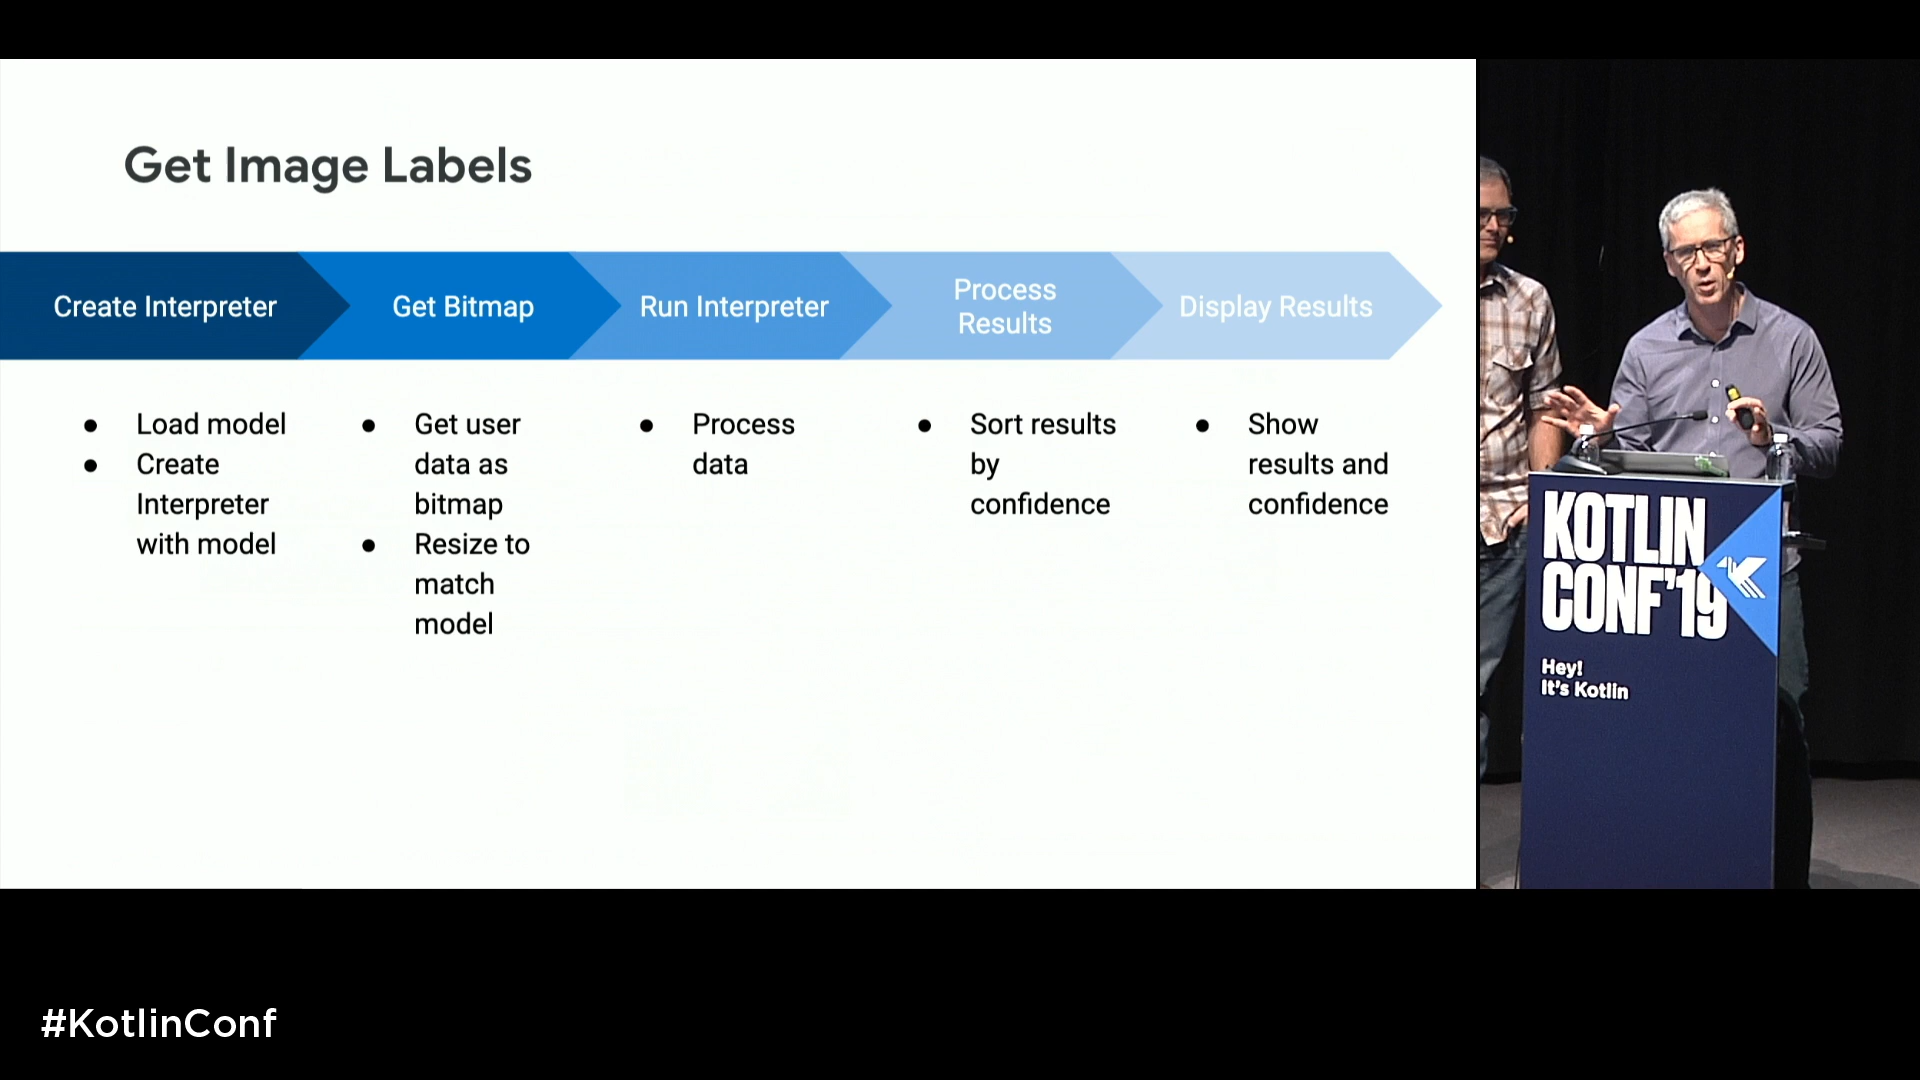 Get Image Labels
Create Interpreter
Get Bitmap
Run Interpreter
Process
Results
Display Results
● Load model
● Create
Interpreter
with model
● Get user
data as
bitmap
● Resize to
match
model
● Process
data
● Sort results
by
confidence
● Show
results and
confidence
KOTLIN
CONF'19
Hey!
It's Kotlin
#KotlinConf